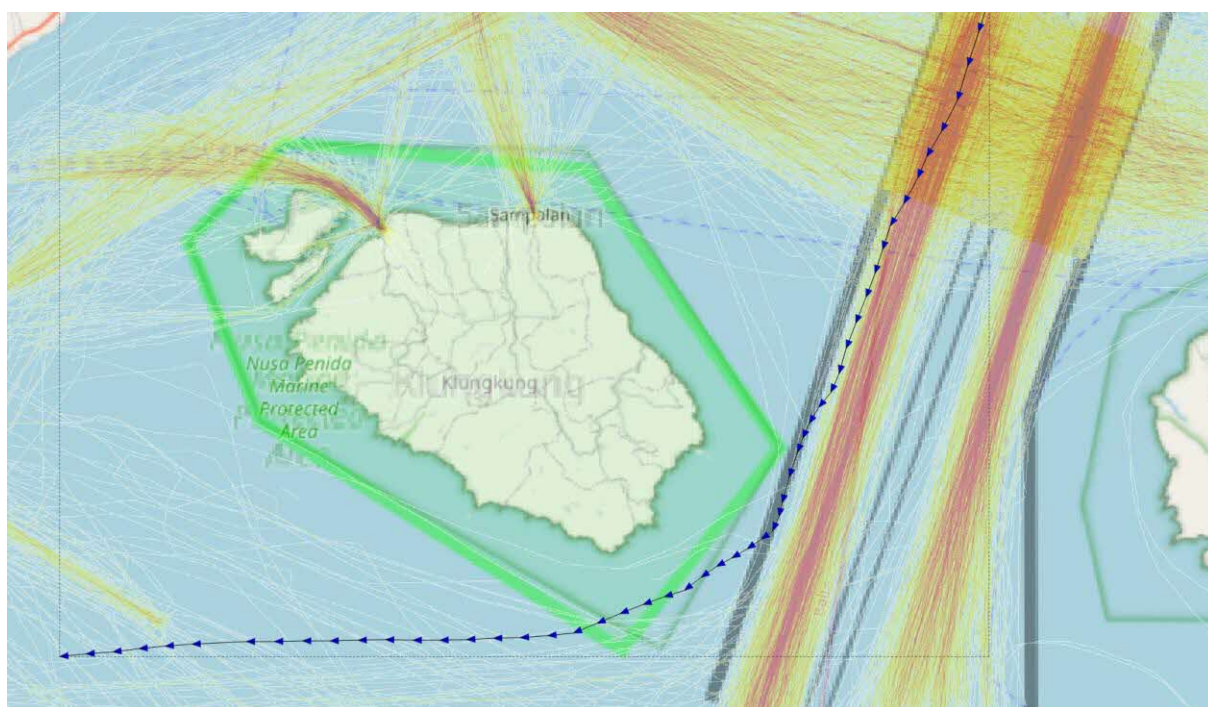 Sampalan
Klungkung
Nusa Penida
Marine
Protected
Area